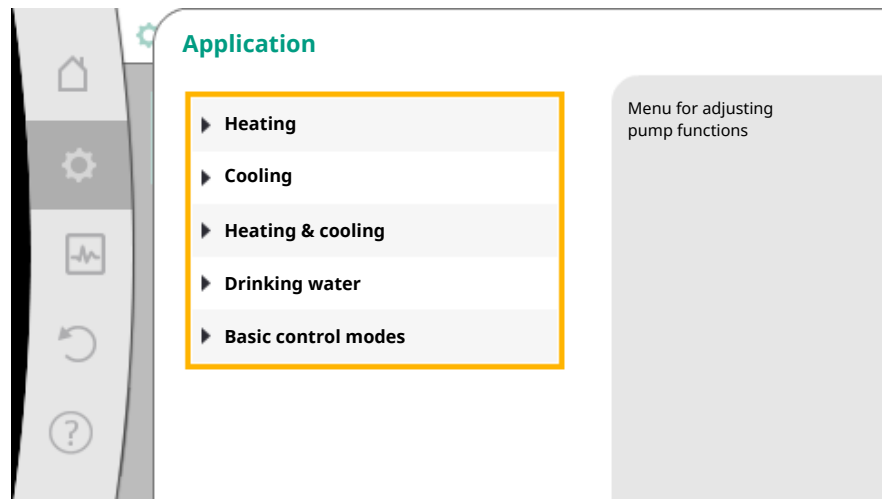 Application
Heating
Cooling
Heating & cooling
Drinking water
Basic control modes
Menu for adjusting
pump functions
?